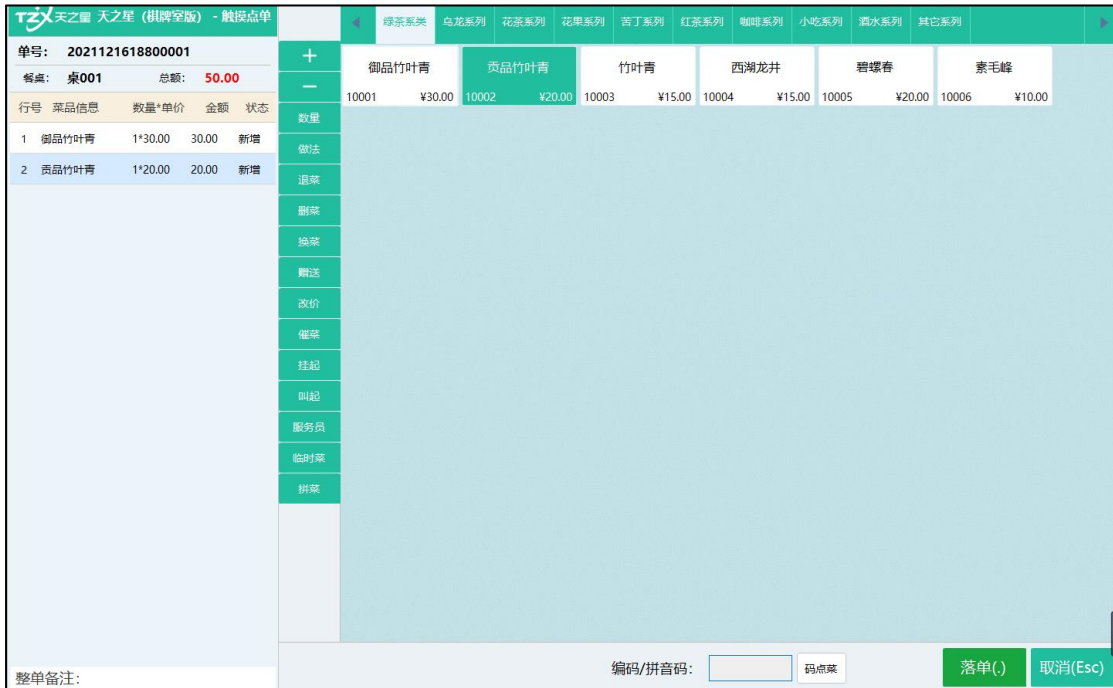 TZX 天之星 天之星 (棋牌室版) - 触摸点单
单号: 2021121618800001
餐桌: 桌001 总额: 50.00
行号 菜品信息 数量*单价 金额 状态
1 御品竹叶青 1*30.00 30.00 新增
2 贡品竹叶青 1*20.00 20.00 新增
整单备注:
+
−
数量
做法
退菜
删菜
换菜
赠送
改价
催菜
挂起
叫起
服务员
临时菜
拼菜
绿茶系类 乌龙系列 花茶系列 花果系列 苦丁系列 红茶系列 咖啡系列 小吃系列 酒水系列 其它系列
御品竹叶青 贡品竹叶青 竹叶青 西湖龙井 碧螺春 素毛峰
10001 ¥30.00 10002 ¥20.00 10003 ¥15.00 10004 ¥15.00 10005 ¥20.00 10006 ¥10.00
编码/拼音码: 码点菜 落单(.) 取消(Esc)